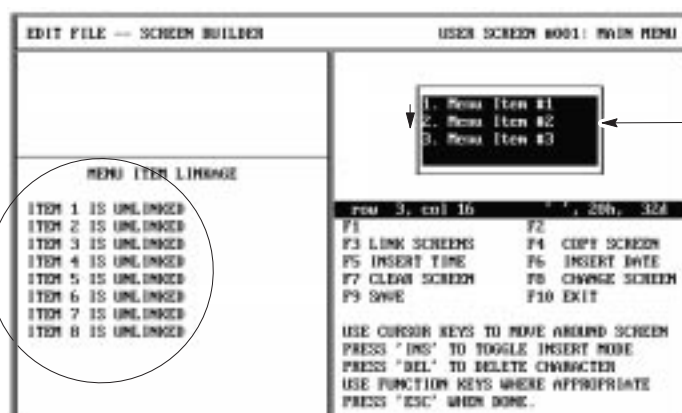 EDIT FILE -- SCREEN BUILDER
USER SCREEN #001: MAIN MENU
1. Menu Item #1
2. Menu Item #2
3. Menu Item #3
MENU ITEM LINKAGE
ITEM 1 IS UNLINKED
ITEM 2 IS UNLINKED
ITEM 3 IS UNLINKED
ITEM 4 IS UNLINKED
ITEM 5 IS UNLINKED
ITEM 6 IS UNLINKED
ITEM 7 IS UNLINKED
ITEM 8 IS UNLINKED
row 3, col 16 ' ', 20h, 32d
F1 F2
F3 LINK SCREENS F4 COPY SCREEN
F5 INSERT TIME F6 INSERT DATE
F7 CLEAR SCREEN F8 CHANGE SCREEN
F9 SAVE F10 EXIT
USE CURSOR KEYS TO MOVE AROUND SCREEN
PRESS 'INS' TO TOGGLE INSERT MODE
PRESS 'DEL' TO DELETE CHARACTER
USE FUNCTION KEYS WHERE APPROPRIATE
PRESS 'ESC' WHEN DONE.